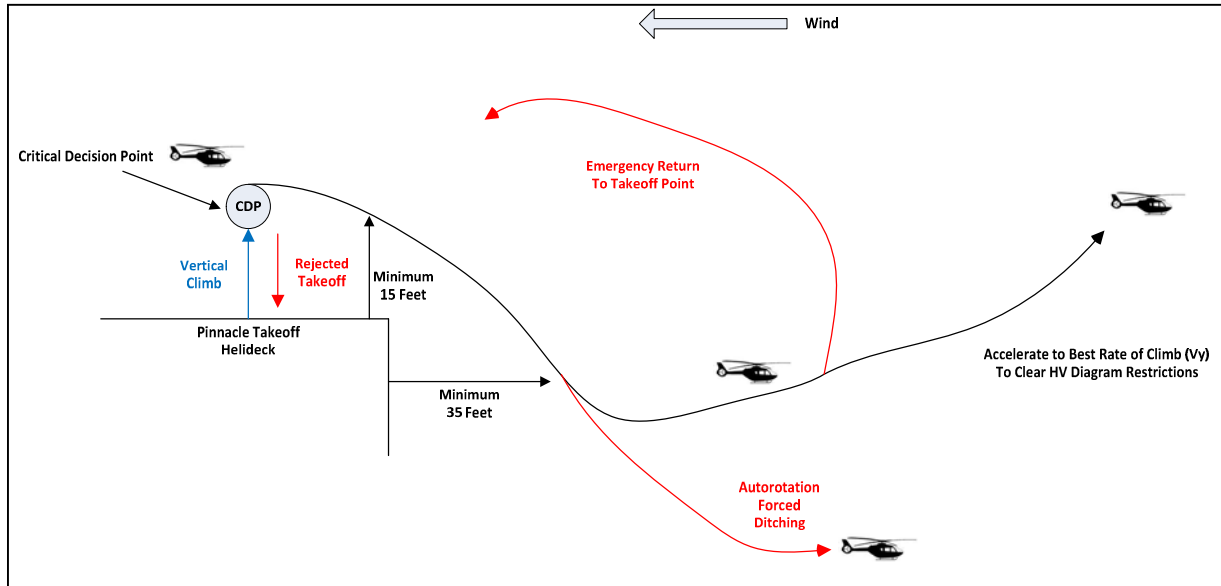 Wind
Critical Decision Point
CDP
Emergency Return
To Takeoff Point
Vertical
Climb
Rejected
Takeoff
Minimum
15 Feet
Pinnacle Takeoff
Helideck
Minimum
35 Feet
Accelerate to Best Rate of Climb (Vy)
To Clear HV Diagram Restrictions
Autorotation
Forced
Ditching